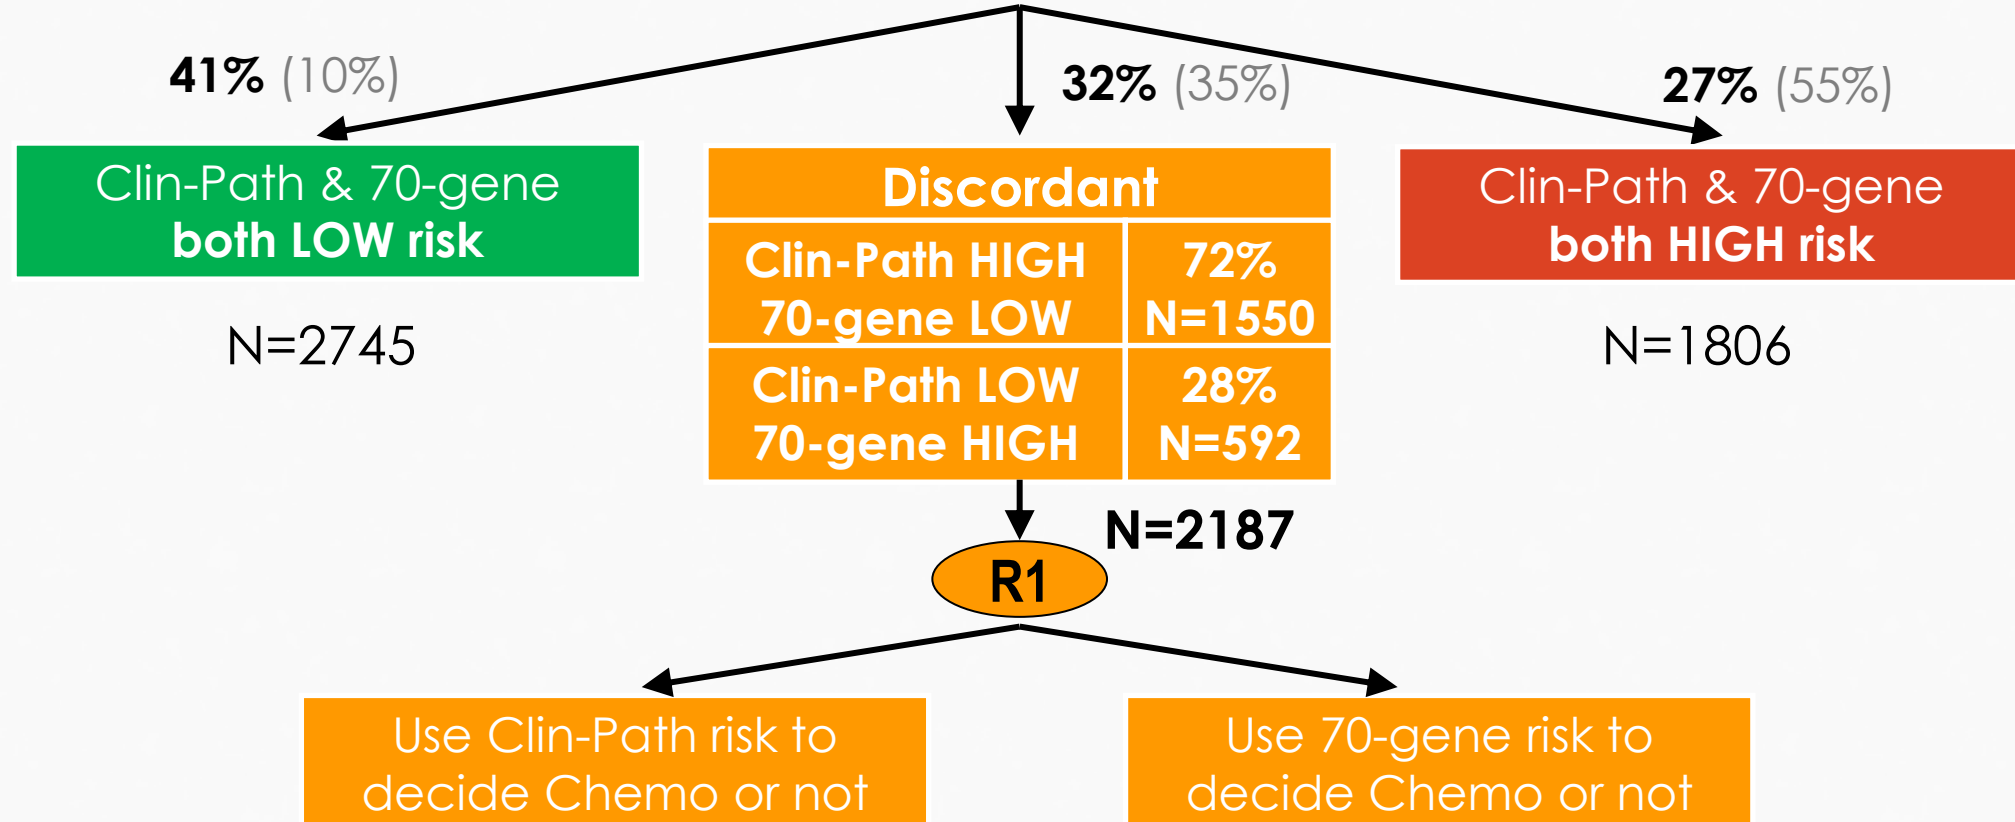 41% (10%)
32% (35%)
27% (55%)
Clin-Path & 70-gene
both LOW risk
N=2745
Discordant
Clin-Path HIGH
70-gene LOW
72%
N=1550
Clin-Path LOW
70-gene HIGH
28%
N=592
Clin-Path & 70-gene
both HIGH risk
N=1806
N=2187
R1
Use Clin-Path risk to
decide Chemo or not
Use 70-gene risk to
decide Chemo or not